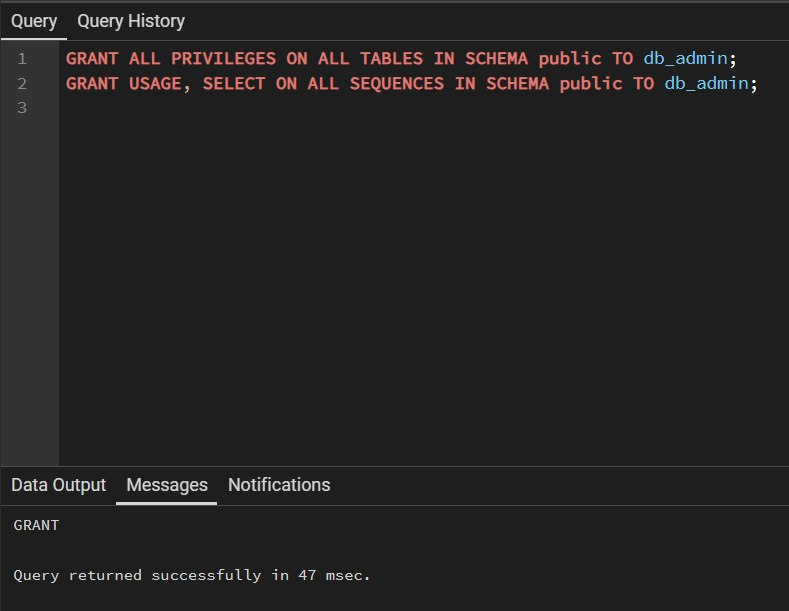 Query Query History
1 GRANT ALL PRIVILEGES ON ALL TABLES IN SCHEMA public TO db_admin;
2 GRANT USAGE, SELECT ON ALL SEQUENCES IN SCHEMA public TO db_admin;
3
Data Output Messages Notifications
GRANT
Query returned successfully in 47 msec.